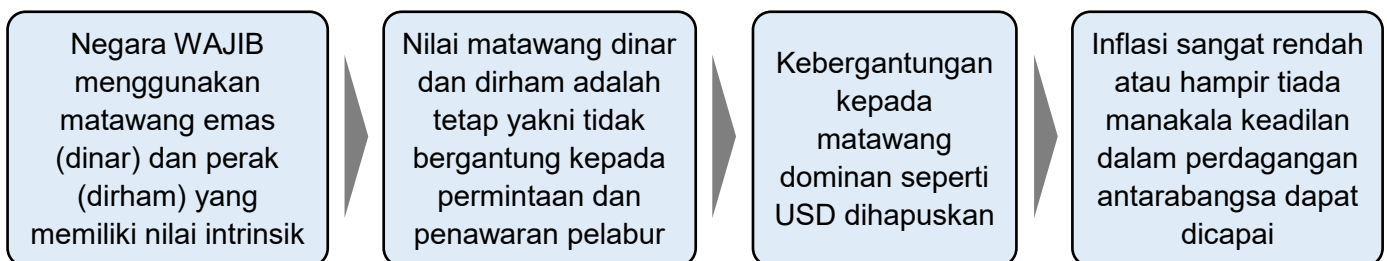 Negara WAJIB
menggunakan
matawang emas
(dinar) dan perak
(dirham) yang
memiliki nilai intrinsik
Nilai matawang dinar
dan dirham adalah
tetap yakni tidak
bergantung kepada
permintaan dan
penawaran pelabur
Kebergantungan
kepada
matawang
dominan seperti
USD dihapuskan
Inflasi sangat rendah
atau hampir tiada
manakala keadilan
dalam perdagangan
antarabangsa dapat
dicapai